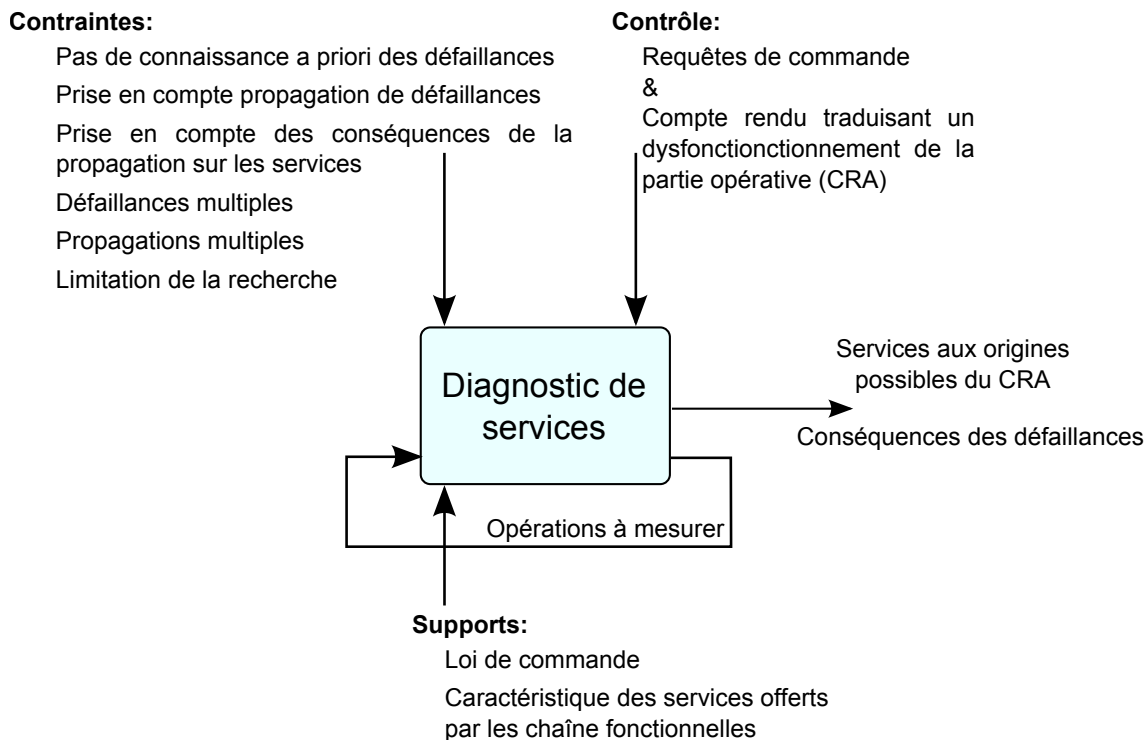 Contraintes:
Pas de connaissance a priori des défaillances
Prise en compte propagation de défaillances
Prise en compte des conséquences de la
propagation sur les services
Défaillances multiples
Propagations multiples
Limitation de la recherche
Contrôle:
Requêtes de commande
&
Compte rendu traduisant un
dysfonctionctionnement de la
partie opérative (CRA)
Diagnostic de
services
Services aux origines
possibles du CRA
Conséquences des défaillances
Opérations à mesurer
Supports:
Loi de commande
Caractéristique des services offerts
par les chaîne fonctionnelles